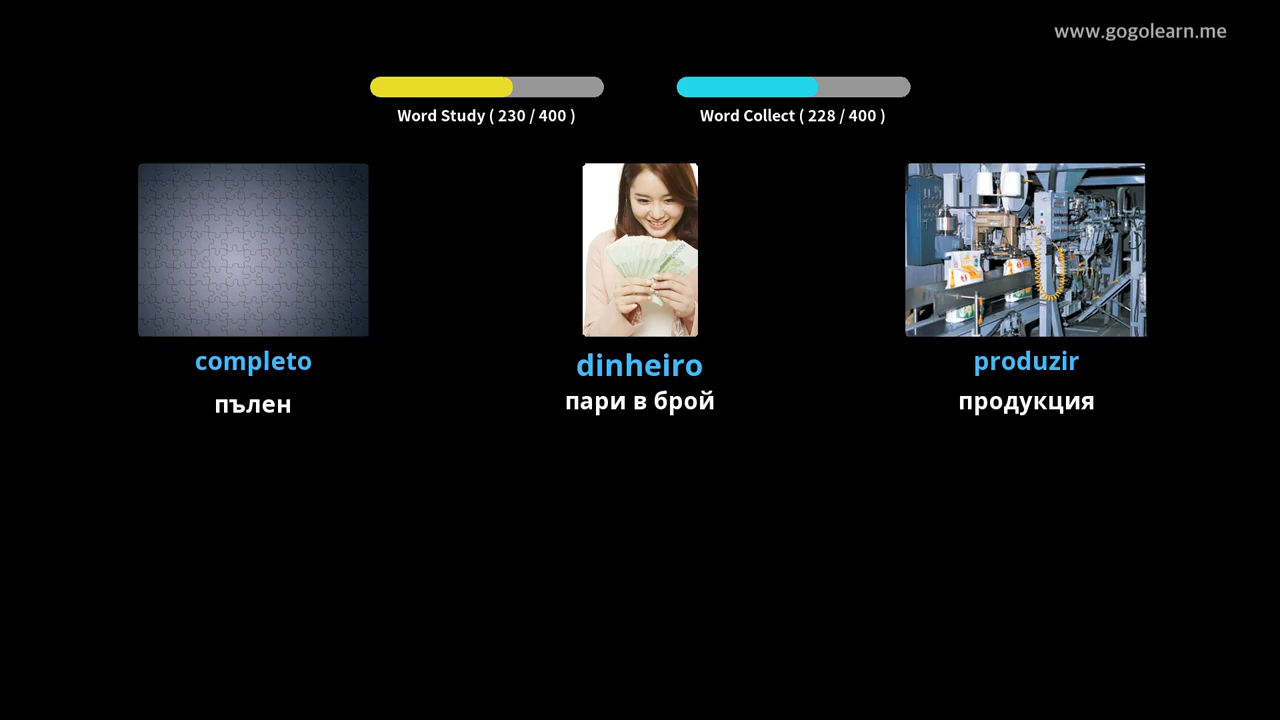 www.gogolearn.me
Word Study ( 230 / 400 )
Word Collect ( 228 / 400 )
completo
пълен
dinheiro
пари в брой
produzir
продукция